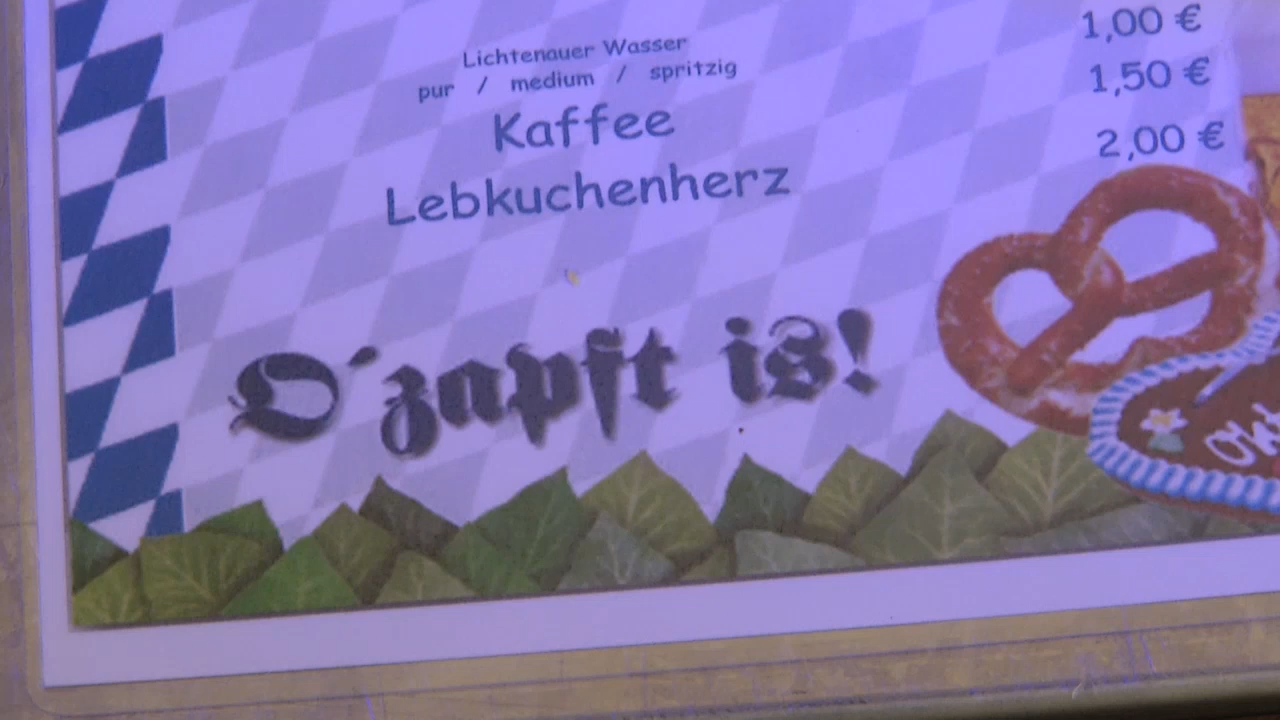 Lichtenauer Wasser
pur / medium / spritzig
1,00 €
Kaffee
1,50 €
Lebkuchenherz
2,00 €
O´zapft is!